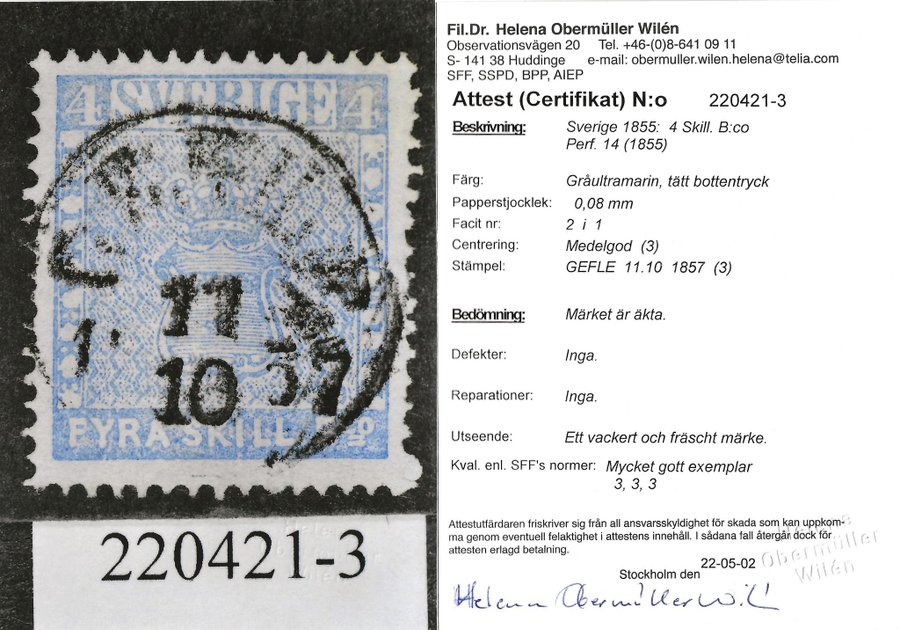 4 SVERIGE 4
11
10 57
FYRA SKILL
220421-3
Fil.Dr. Helena Obermüller Wilén
Observationsvägen 20 Tel. +46-(0)8-641 09 11
S- 141 38 Huddinge e-mail: obermuller.wilen.helena@telia.com
SFF, SSPD, BPP, AIEP
Attest (Certifikat) N:o 220421-3
Beskrivning: Sverige 1855: 4 Skill. B:co
Perf. 14 (1855)
Färg: Gråultramarin, tätt bottentryck
Papperstjocklek: 0,08 mm
Facit nr: 2 i 1
Centrering: Medelgod (3)
Stämpel: GEFLE 11.10 1857 (3)
Bedömning: Märket är äkta.
Defekter: Inga.
Reparationer: Inga.
Utseende: Ett vackert och fräscht märke.
Kval. enl. SFF's normer: Mycket gott exemplar
3, 3, 3
Attestutfärdaren friskriver sig från all ansvarsskyldighet för skada som kan uppkom-
ma genom eventuell felaktighet i attestens innehåll. I sådana fall återgår dock för
attesten erlagd betalning.
22-05-02
Stockholm den
Helena
Obermüller
Wilén
Helena Obermüller Wilén